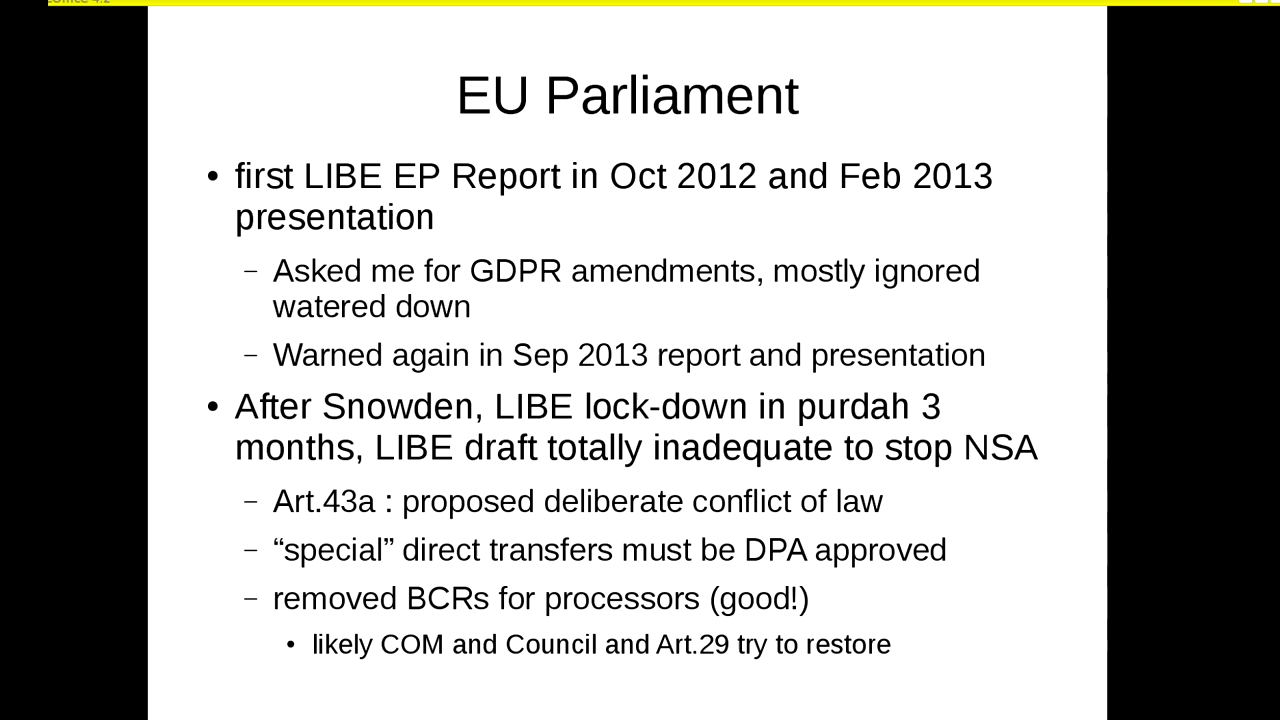 EU Parliament
• first LIBE EP Report in Oct 2012 and Feb 2013
presentation
– Asked me for GDPR amendments, mostly ignored
watered down
– Warned again in Sep 2013 report and presentation
• After Snowden, LIBE lock-down in purdah 3
months, LIBE draft totally inadequate to stop NSA
– Art.43a : proposed deliberate conflict of law
– “special” direct transfers must be DPA approved
– removed BCRs for processors (good!)
• likely COM and Council and Art.29 try to restore